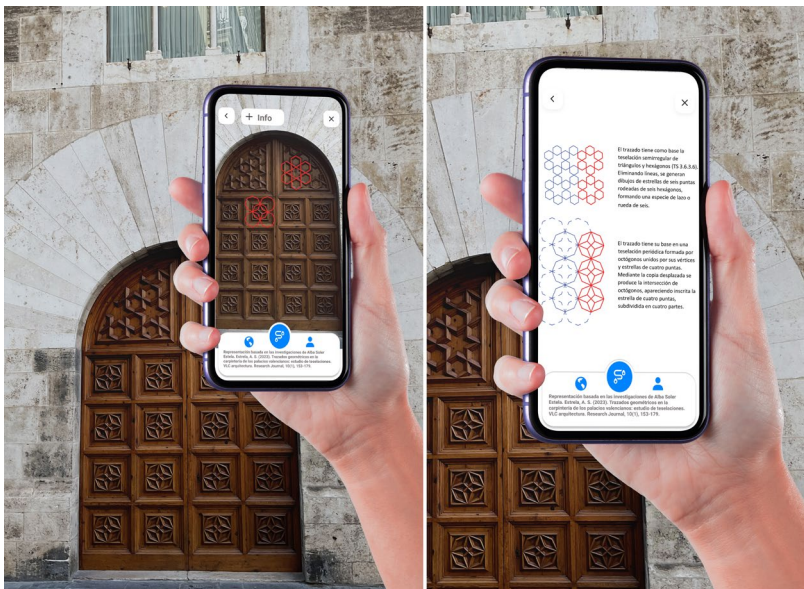 + Info
Representación basada en las investigaciones de Alba Soler
Estela. Estrela, A. S. (2023). Trazados geométricos en la
carpintería de los palacios valencianos: estudio de teselaciones.
VLC arquitectura. Research Journal, 10(1), 153-179.
El trazado tiene como base la
teselación semirregular de
triángulos y hexágonos (TS 3.6.3.6)
Eliminando líneas, se generan
dibujos de estrellas de seis puntas
rodeadas de seis hexágonos,
formando una especie de lazo o
rueda de seis.
El trazado tiene su base en una
teselación periódica formada por
octógonos unidos por sus vértices
y estrellas de cuatro puntas.
Mediante la copia desplazada se
produce la intersección de
octógonos, apareciendo inscrita la
estrella de cuatro puntas,
subdividida en cuatro partes.
Representación basada en las investigaciones de Alba Soler
Estela. Estrela, A. S. (2023). Trazados geométricos en la
carpintería de los palacios valencianos: estudio de teselaciones.
VLC arquitectura. Research Journal, 10(1), 153-179.